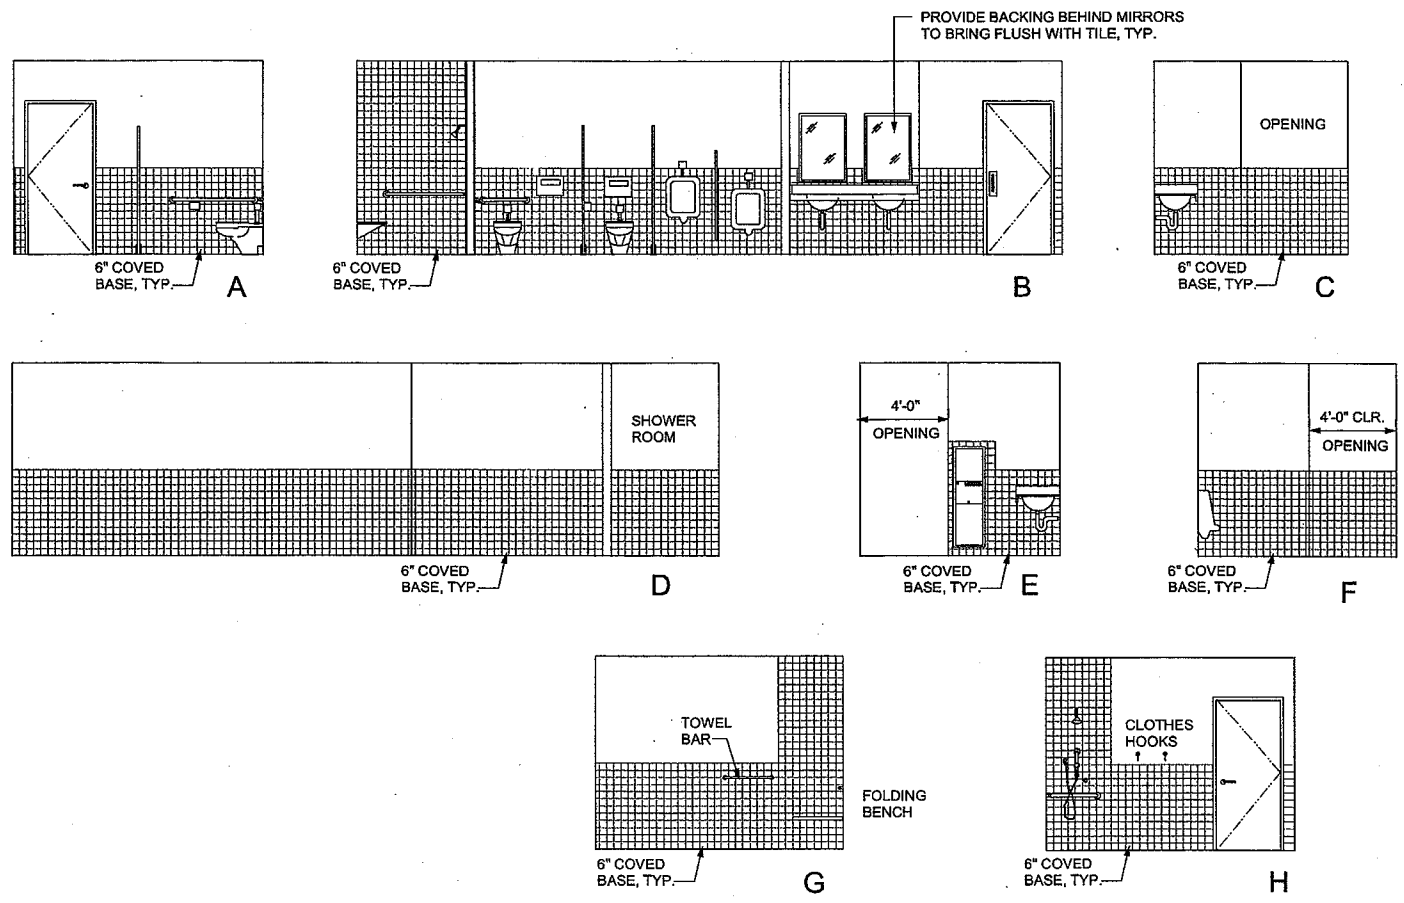 PROVIDE BACKING BEHIND MIRRORS
TO BRING FLUSH WITH TILE, TYP.
OPENING
6" COVED
BASE, TYP.
A
6" COVED
BASE, TYP.
B
6" COVED
BASE, TYP.
C
SHOWER
ROOM
6" COVED
BASE, TYP.
D
4'-0"
OPENING
6" COVED
BASE, TYP.
E
4'-0" CLR.
OPENING
6" COVED
BASE, TYP.
F
TOWEL
BAR
FOLDING
BENCH
6" COVED
BASE, TYP.
G
CLOTHES
HOOKS
6" COVED
BASE, TYP.
H